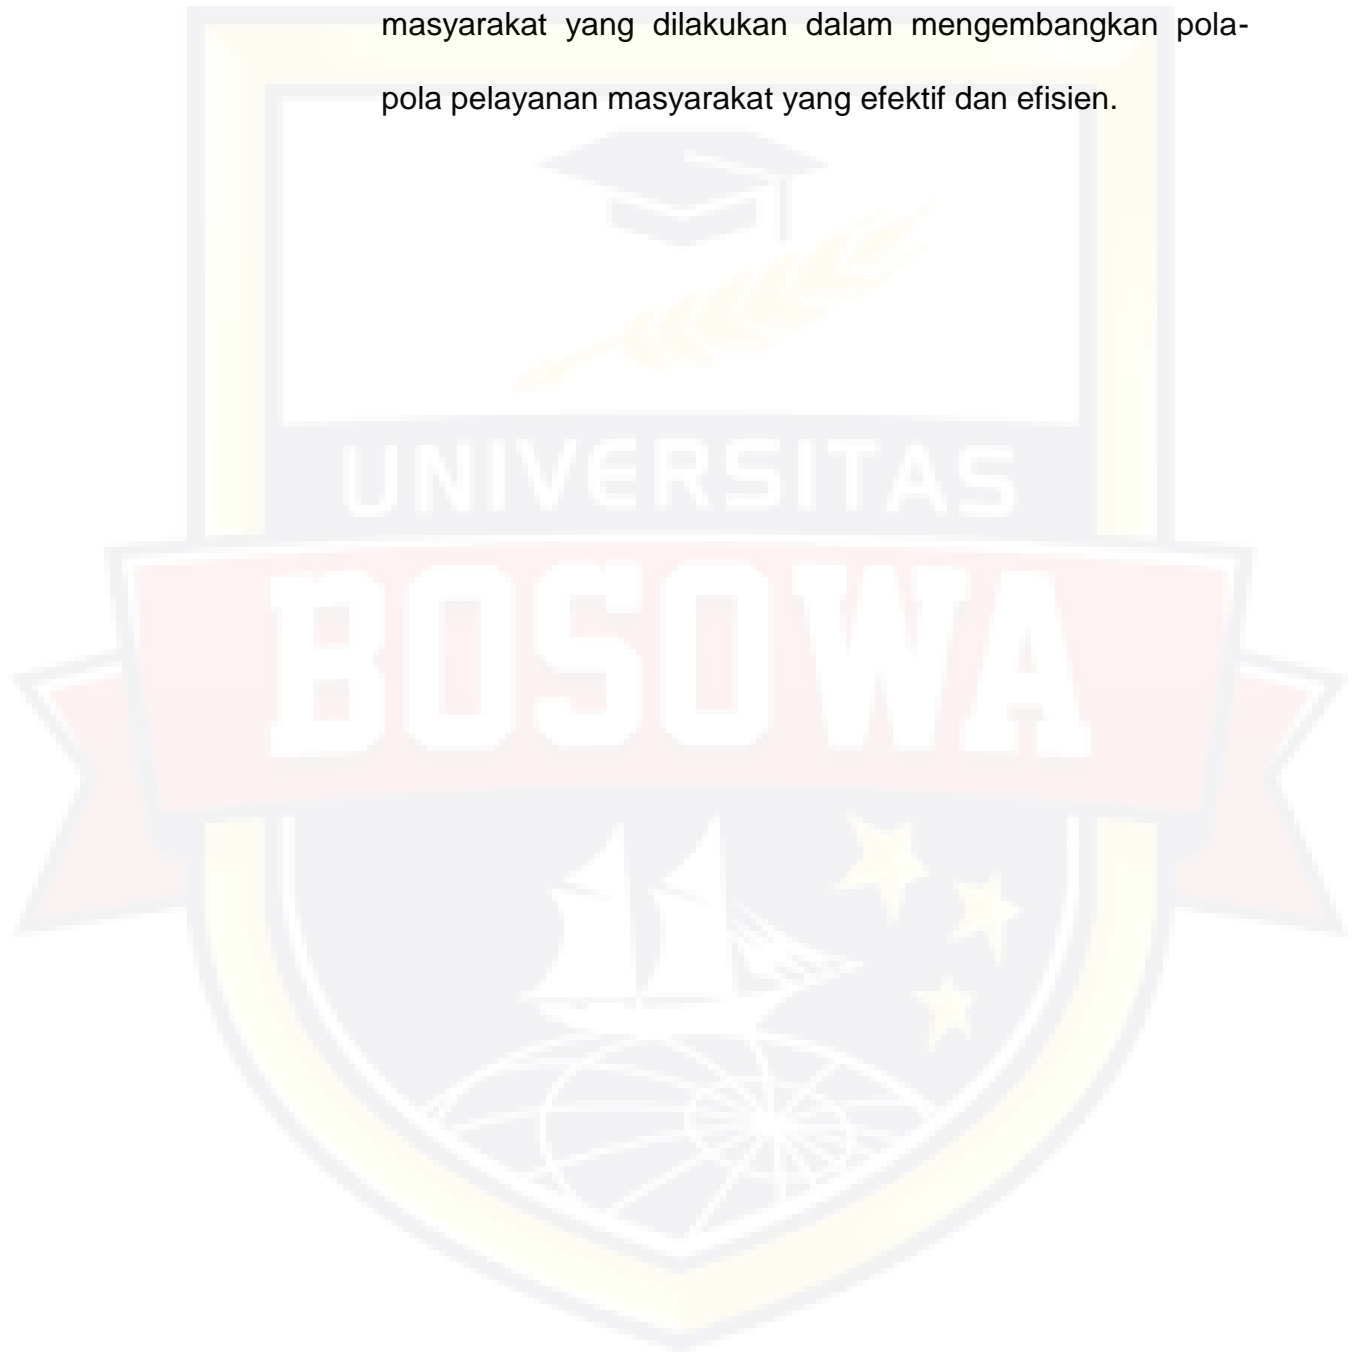 masyarakat yang dilakukan dalam mengembangkan pola-
pola pelayanan masyarakat yang efektif dan efisien.
UNIVERSITAS
BOSOWA